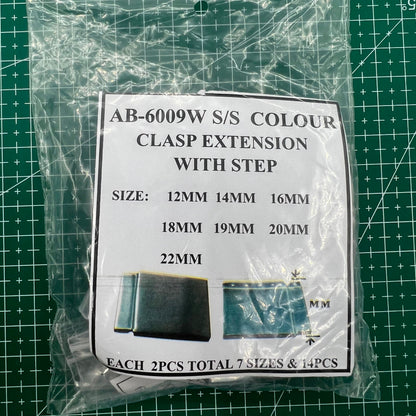 AB-6009W S/S COLOUR
CLASP EXTENSION
WITH STEP
SIZE: 12MM 14MM 16MM
18MM 19MM 20MM
22MM
MM
EACH 2PCS TOTAL 7 SIZES & 14PCS